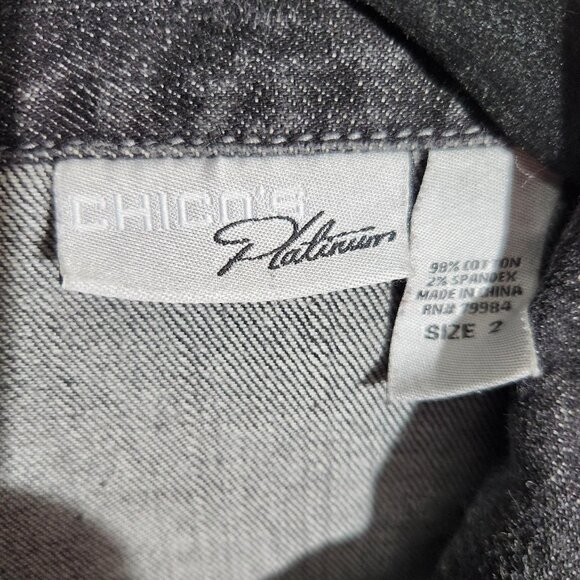 CHICO'S
Platinum
98% COTTON
2% SPANDEX
MADE IN CHINA
RN# 79984
SIZE 2